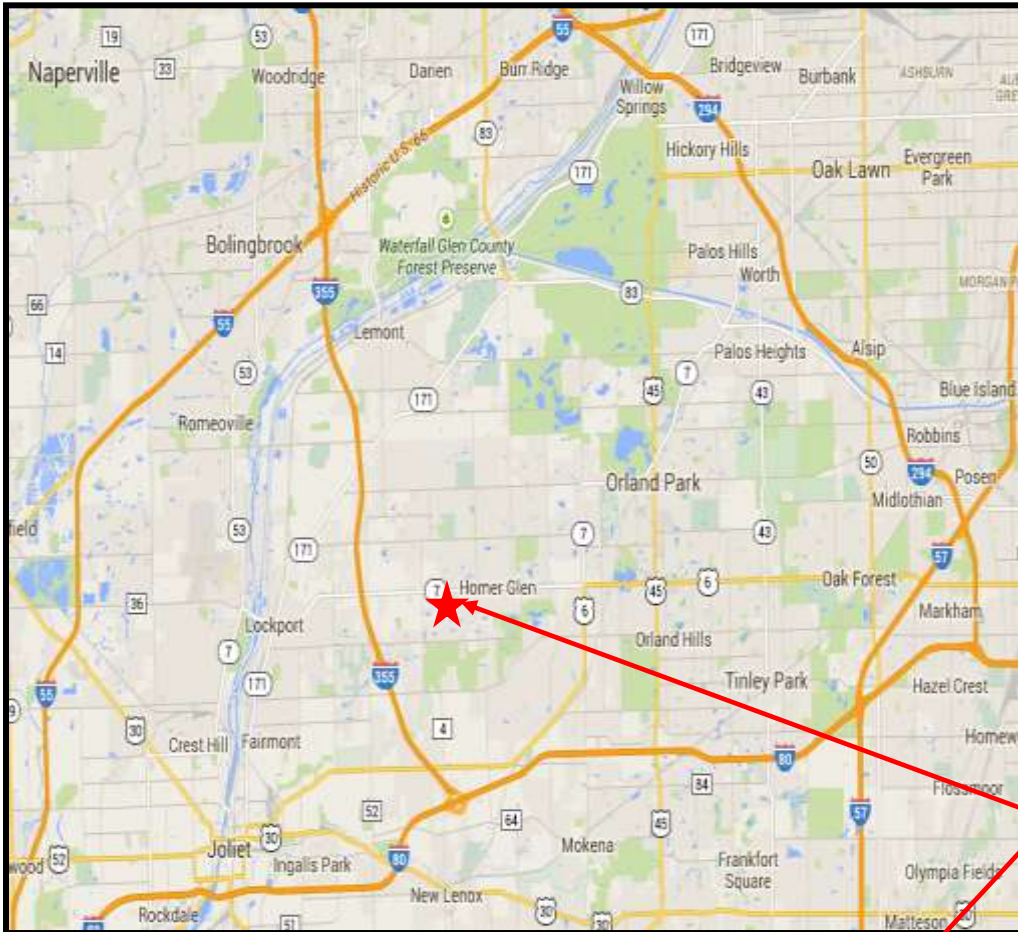 19
53
55
171
Naperville
33
Woodridge
Darien
Burr Ridge
Bridgeview
Burbank
ASHBURN
Willow
Springs
294
83
Historic U.S. 66
Hickory Hills
171
Oak Lawn
Evergreen
Park
Bolingbrook
Waterfall Glen County
Forest Preserve
Palos Hills
Worth
MORGAN
66
355
83
55
Lemont
14
Palos Heights
Alsip
53
7
45
43
171
Blue Island
Romeoville
Robbins
50
294
Orland Park
Posen
Midlothian
field
53
7
43
171
57
7
Homer Glen
6
45
6
Oak Forest
36
Lockport
Markham
7
Orland Hills
355
171
Tinley Park
Hazel Crest
55
30
4
Crest Hill
Fairmont
80
84
Flossmoor
52
64
45
57
30
Joliet
Mokena
wood
52
Ingalls Park
80
Frankfort
Square
Olympia Fields
New Lenox
30
30
Rockdale
51
30
Matteson